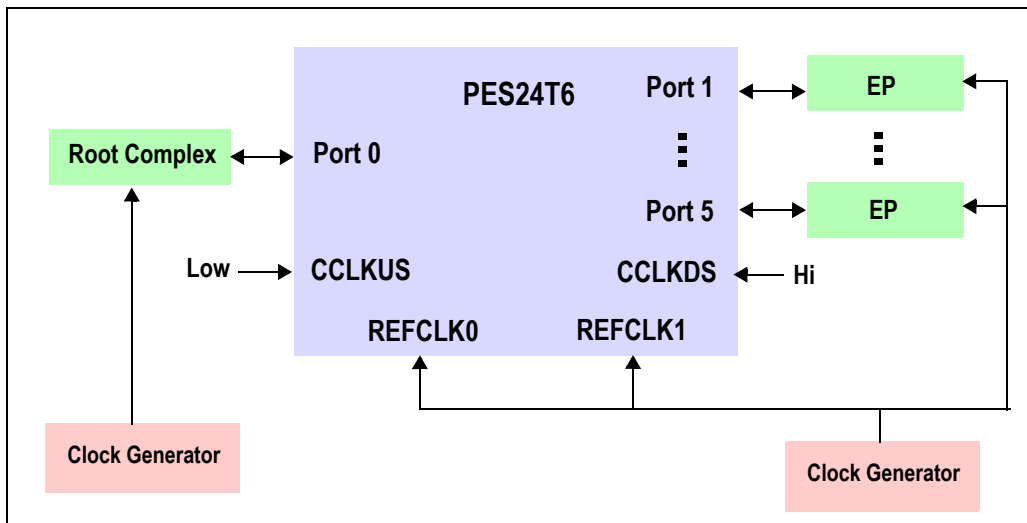 PES24T6
Port 1
EP
Root Complex
Port 0
Port 5
EP
Low
CCLKUS
CCLKDS
Hi
REFCLK0
REFCLK1
Clock Generator
Clock Generator